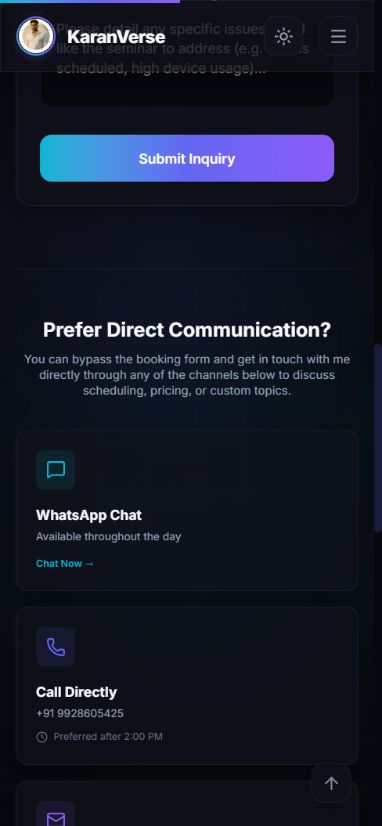 KaranVerse
Please detail any specific issues
like the seminar to address (e.g.
scheduled, high device usage)...
Submit Inquiry
Prefer Direct Communication?
You can bypass the booking form and get in touch with me
directly through any of the channels below to discuss
scheduling, pricing, or custom topics.
WhatsApp Chat
Available throughout the day
Chat Now →
Call Directly
+91 9928605425
Preferred after 2:00 PM